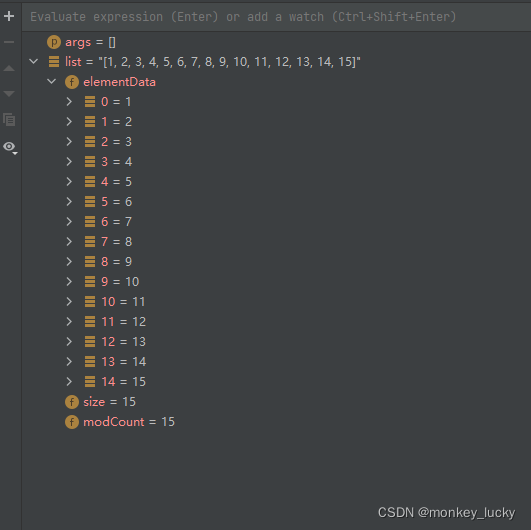 Evaluate expression (Enter) or add a watch (Ctrl+Shift+Enter)
p args = []
list = "[1, 2, 3, 4, 5, 6, 7, 8, 9, 10, 11, 12, 13, 14, 15]"
f elementData
0 = 1
1 = 2
2 = 3
3 = 4
4 = 5
5 = 6
6 = 7
7 = 8
8 = 9
9 = 10
10 = 11
11 = 12
12 = 13
13 = 14
14 = 15
f size = 15
f modCount = 15
CSDN @monkey_lucky